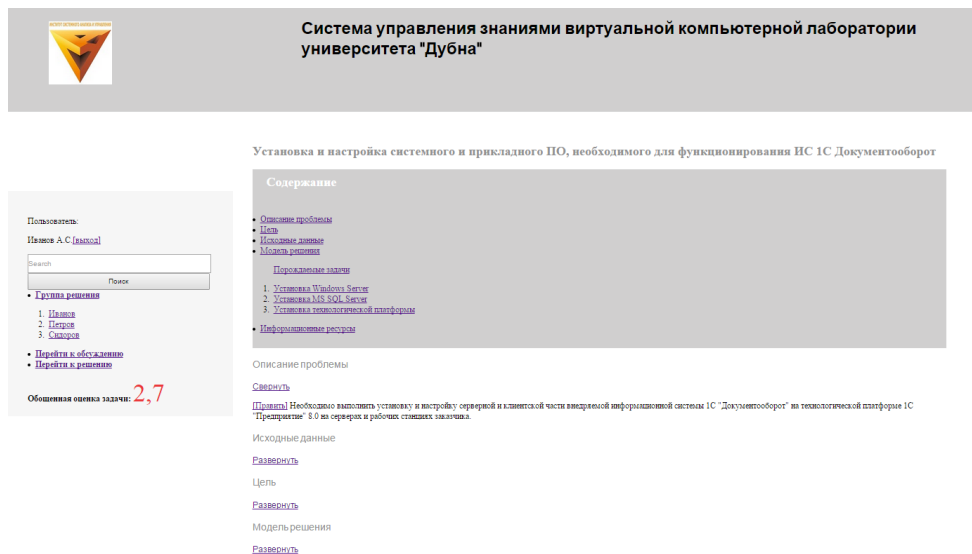 Система управления знаниями виртуальной компьютерной лаборатории
университета "Дубна"
Установка и настройка системного и прикладного ПО, необходимого для функционирования ИС 1С Документооборот
Пользователь:
Иванов А.С.[выход]
Search
Поиск
Группа решения
1. Иванов
2. Петров
3. Сидоров
Перейти к обсуждению
Перейти к решению
Обощенная оценка задачи: 2,7
Содержание
Описание проблемы
Цель
Исходные данные
Модель решения
Порождаемые задачи
1. Установка Windows Server
2. Установка MS SQL Server
3. Установка технологической платформы
Информационные ресурсы
Описание проблемы
Свернуть
[Править] Необходимо выполнить установку и настройку серверной и клиентской части внедряемой информационной системы 1С "Документооборот" на технологической платформе 1С
"Предприятие" 8.0 на серверах и рабочих станциях заказчика.
Исходные данные
Развернуть
Цель
Развернуть
Модель решения
Развернуть